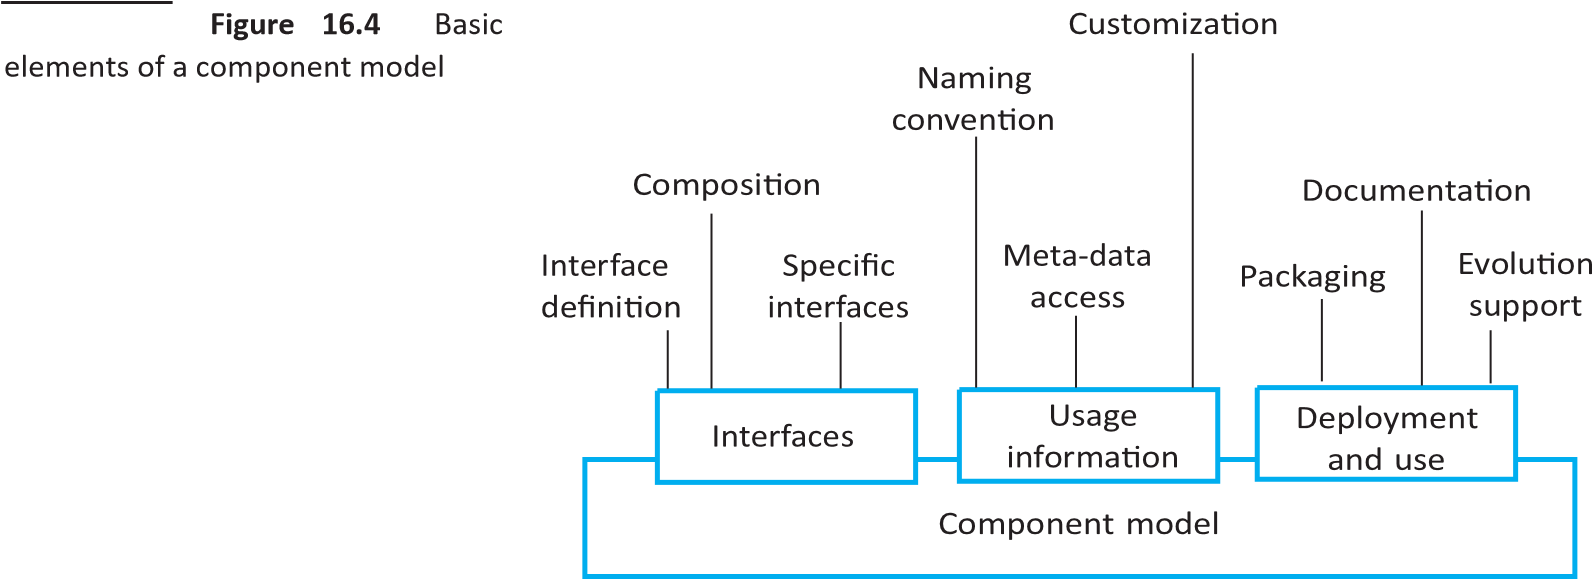 Figure 16.4 Basic
elements of a component model
Customization
Naming
convention
Composition
Documentation
Interface
definition
Specific
interfaces
Meta-data
access
Packaging
Evolution
support
Interfaces
Usage
information
Deployment
and use
Component model